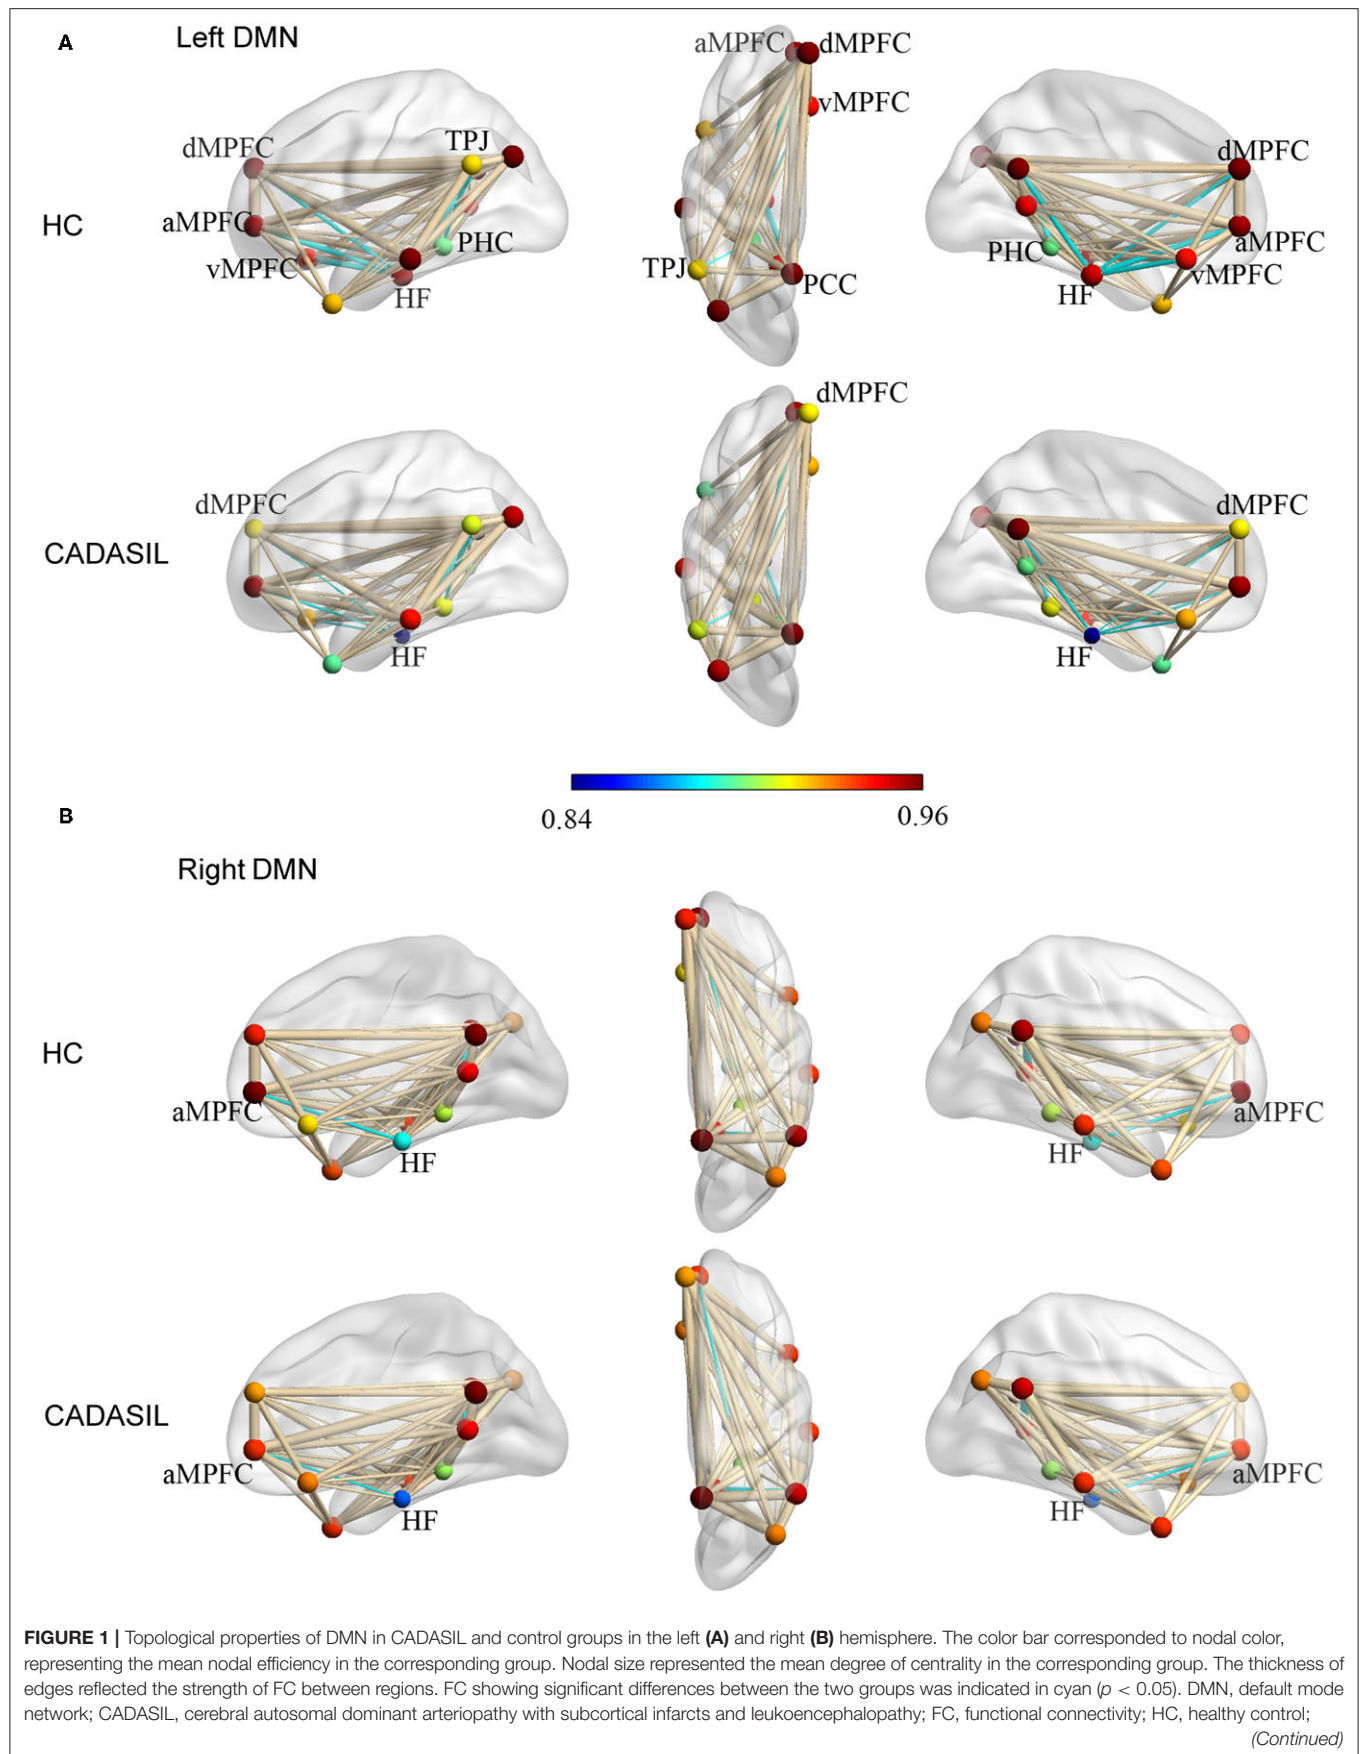 A
Left DMN
aMPFC
dMPFC
vMPFC
dMPFC
TPJ
dMPFC
HC
aMPFC
vMPFC
PHC
HF
TPJ
PCC
PHC
HF
aMPFC
vMPFC
dMPFC
CADASIL
dMPFC
HF
dMPFC
HF
0.84
0.96
B
Right DMN
HC
aMPFC
HF
HF
aMPFC
CADASIL
aMPFC
HF
HF
aMPFC
FIGURE 1 | Topological properties of DMN in CADASIL and control groups in the left (A) and right (B) hemisphere. The color bar corresponded to nodal color,
representing the mean nodal efficiency in the corresponding group. Nodal size represented the mean degree of centrality in the corresponding group. The thickness of
edges reflected the strength of FC between regions. FC showing significant differences between the two groups was indicated in cyan (p < 0.05). DMN, default mode
network; CADASIL, cerebral autosomal dominant arteriopathy with subcortical infarcts and leukoencephalopathy; FC, functional connectivity; HC, healthy control;
(Continued)